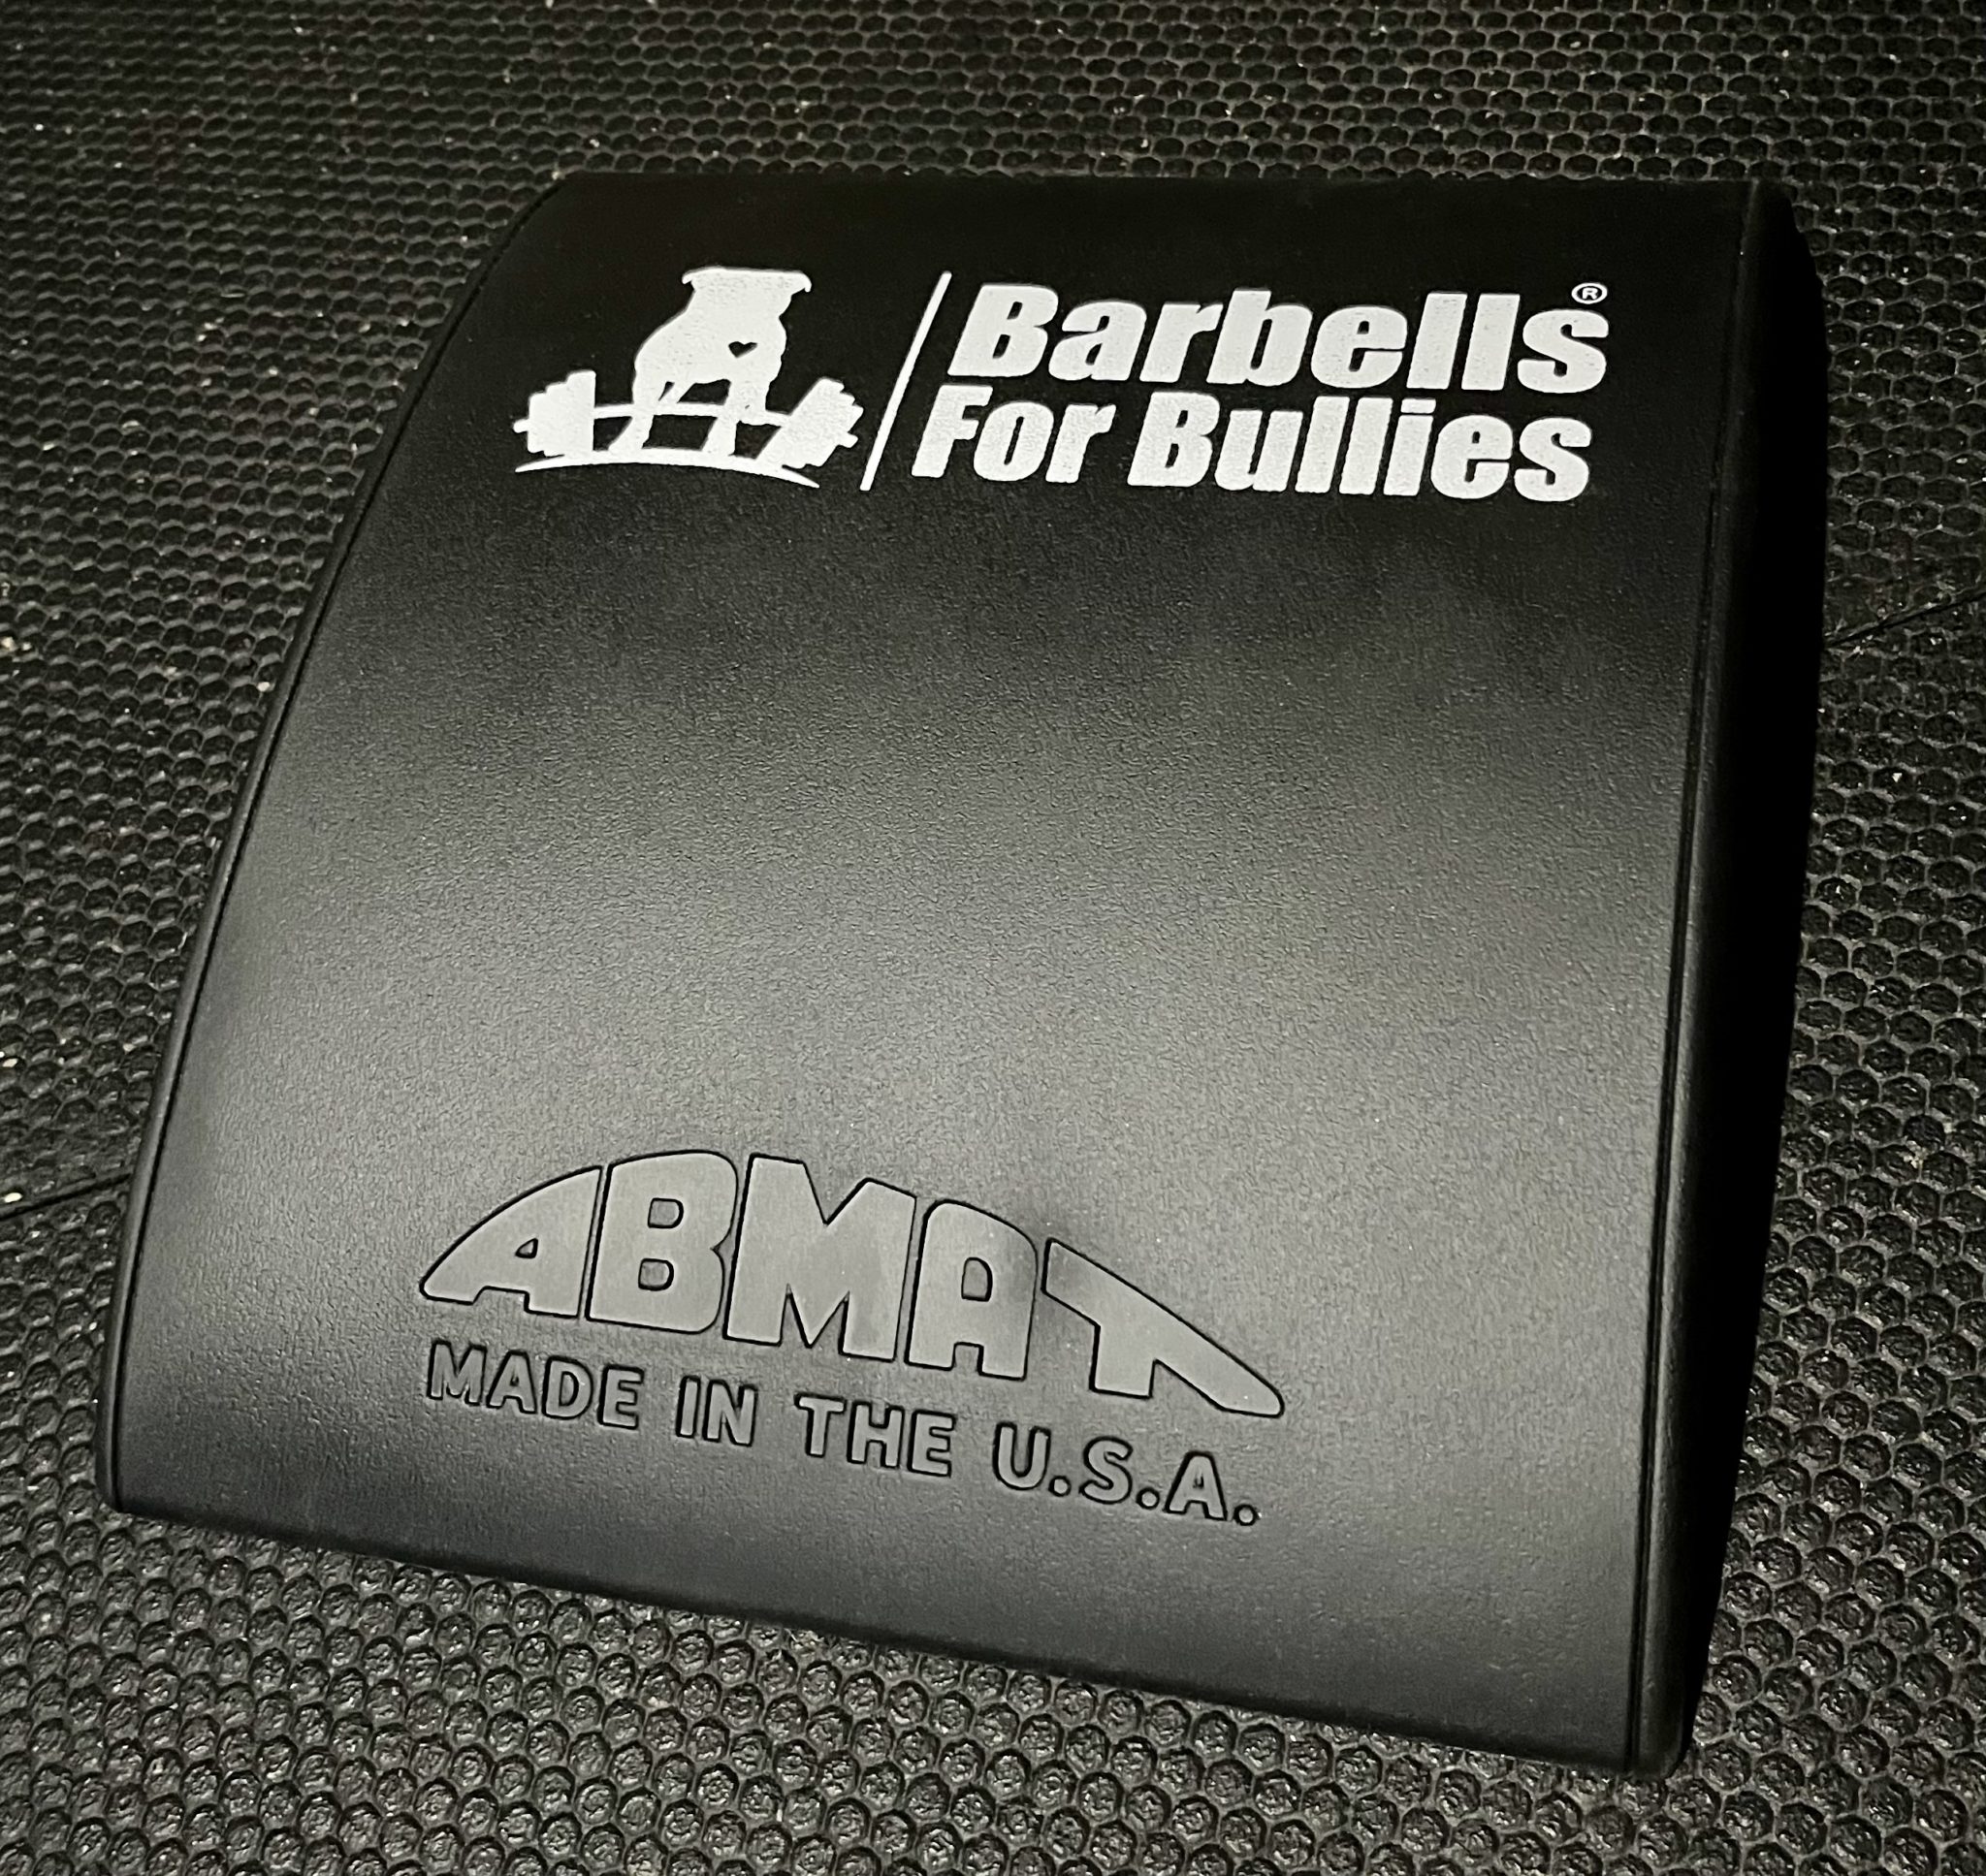 Barbells®
For Bullies
ABMAT
MADE IN THE U.S.A.